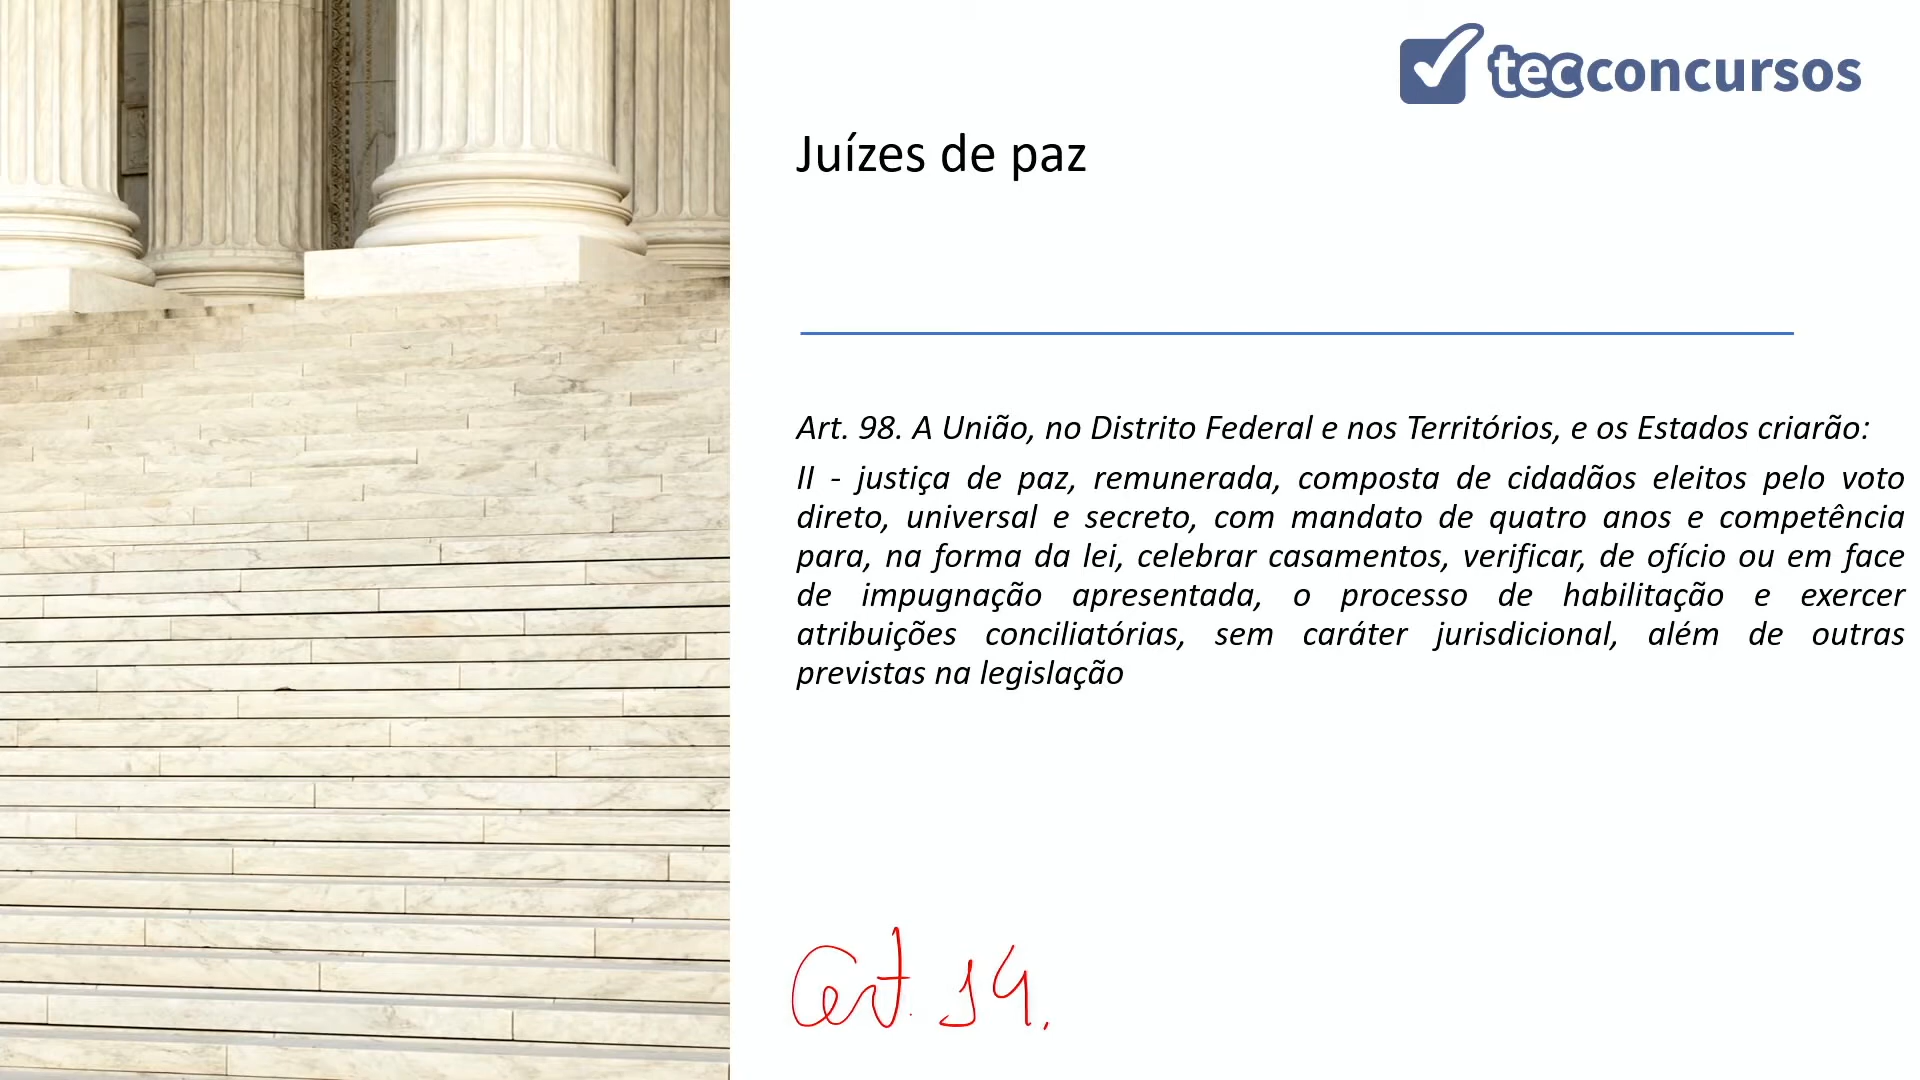 tecconcursos
Juízes de paz
Art. 98. A União, no Distrito Federal e nos Territórios, e os Estados criarão:
II - justiça de paz, remunerada, composta de cidadãos eleitos pelo voto
direto, universal e secreto, com mandato de quatro anos e competência
para, na forma da lei, celebrar casamentos, verificar, de ofício ou em face
de impugnação apresentada, o processo de habilitação e exercer
atribuições conciliatórias, sem caráter jurisdicional, além de outras
previstas na legislação
Art. 14.